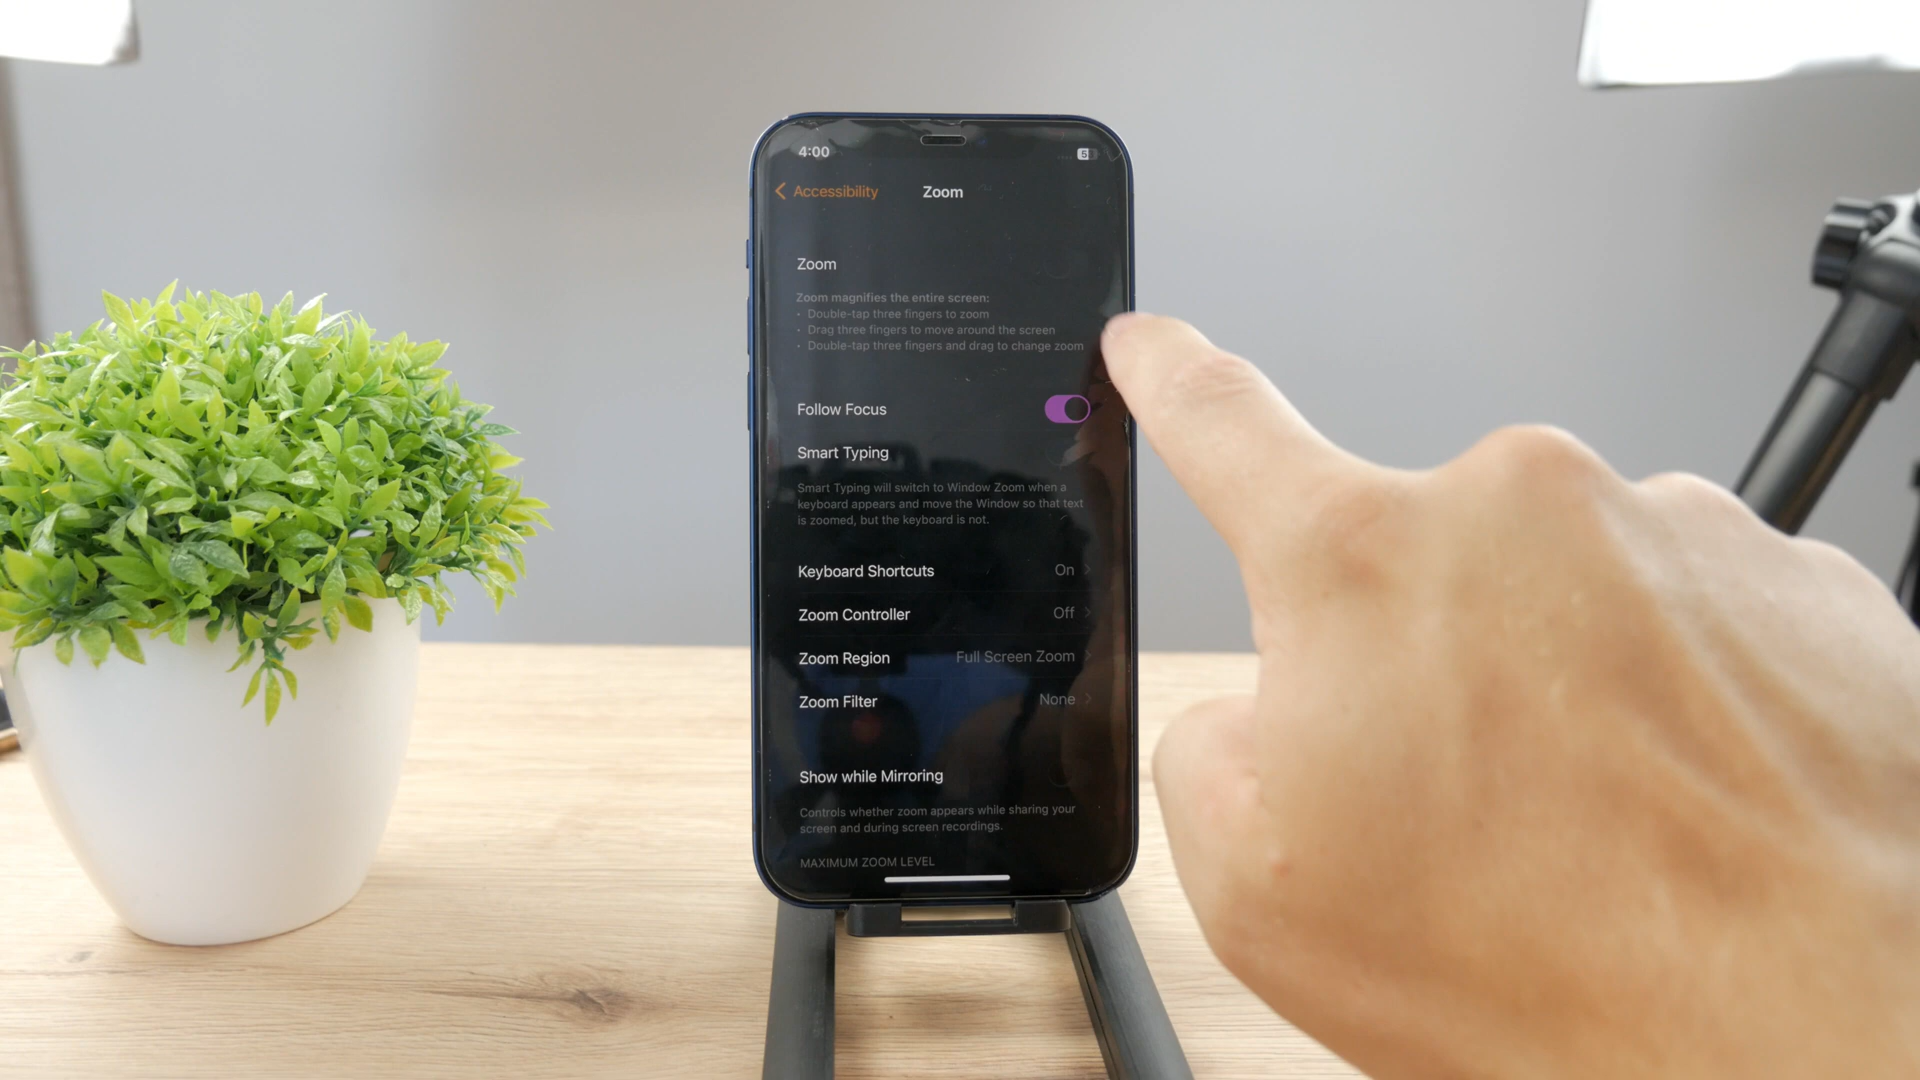 4:00
Accessibility
Zoom
Zoom
Zoom magnifies the entire screen:
• Double-tap three fingers to zoom
• Drag three fingers to move around the screen
• Double-tap three fingers and drag to change zoom
Follow Focus
Smart Typing
Smart Typing will switch to Window Zoom when a
keyboard appears and move the Window so that text
is zoomed, but the keyboard is not.
Keyboard Shortcuts On
Zoom Controller Off
Zoom Region Full Screen Zoom
Zoom Filter None
Show while Mirroring
Controls whether zoom appears while sharing your
screen and during screen recordings.
MAXIMUM ZOOM LEVEL